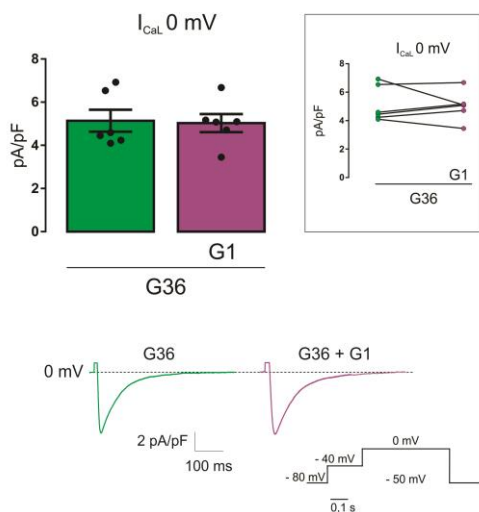 I_CaL 0 mV
pA/pF
8
6
4
2
0
G1
G36
I_CaL 0 mV
pA/pF
8
6
4
2
0
G1
G36
G36
G36 + G1
0 mV
2 pA/pF
100 ms
0 mV
- 40 mV
- 80 mV
- 50 mV
0,1 s